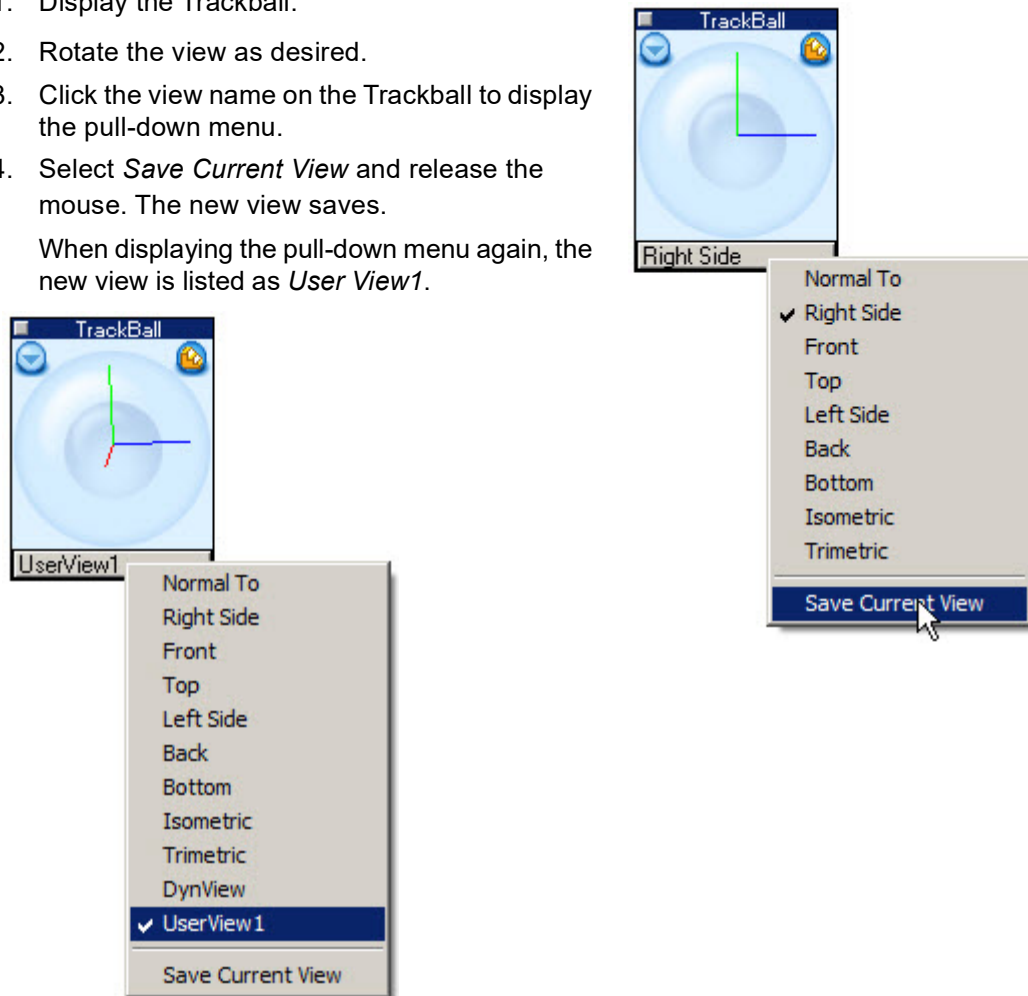 1. Display the Trackball.
2. Rotate the view as desired.
3. Click the view name on the Trackball to display
the pull-down menu.
4. Select Save Current View and release the
mouse. The new view saves.
When displaying the pull-down menu again, the
new view is listed as User View1.
TrackBall
Right Side
Normal To
Right Side
Front
Top
Left Side
Back
Bottom
Isometric
Trimetric
Save Current View
TrackBall
UserView1
Normal To
Right Side
Front
Top
Left Side
Back
Bottom
Isometric
Trimetric
DynView
UserView1
Save Current View